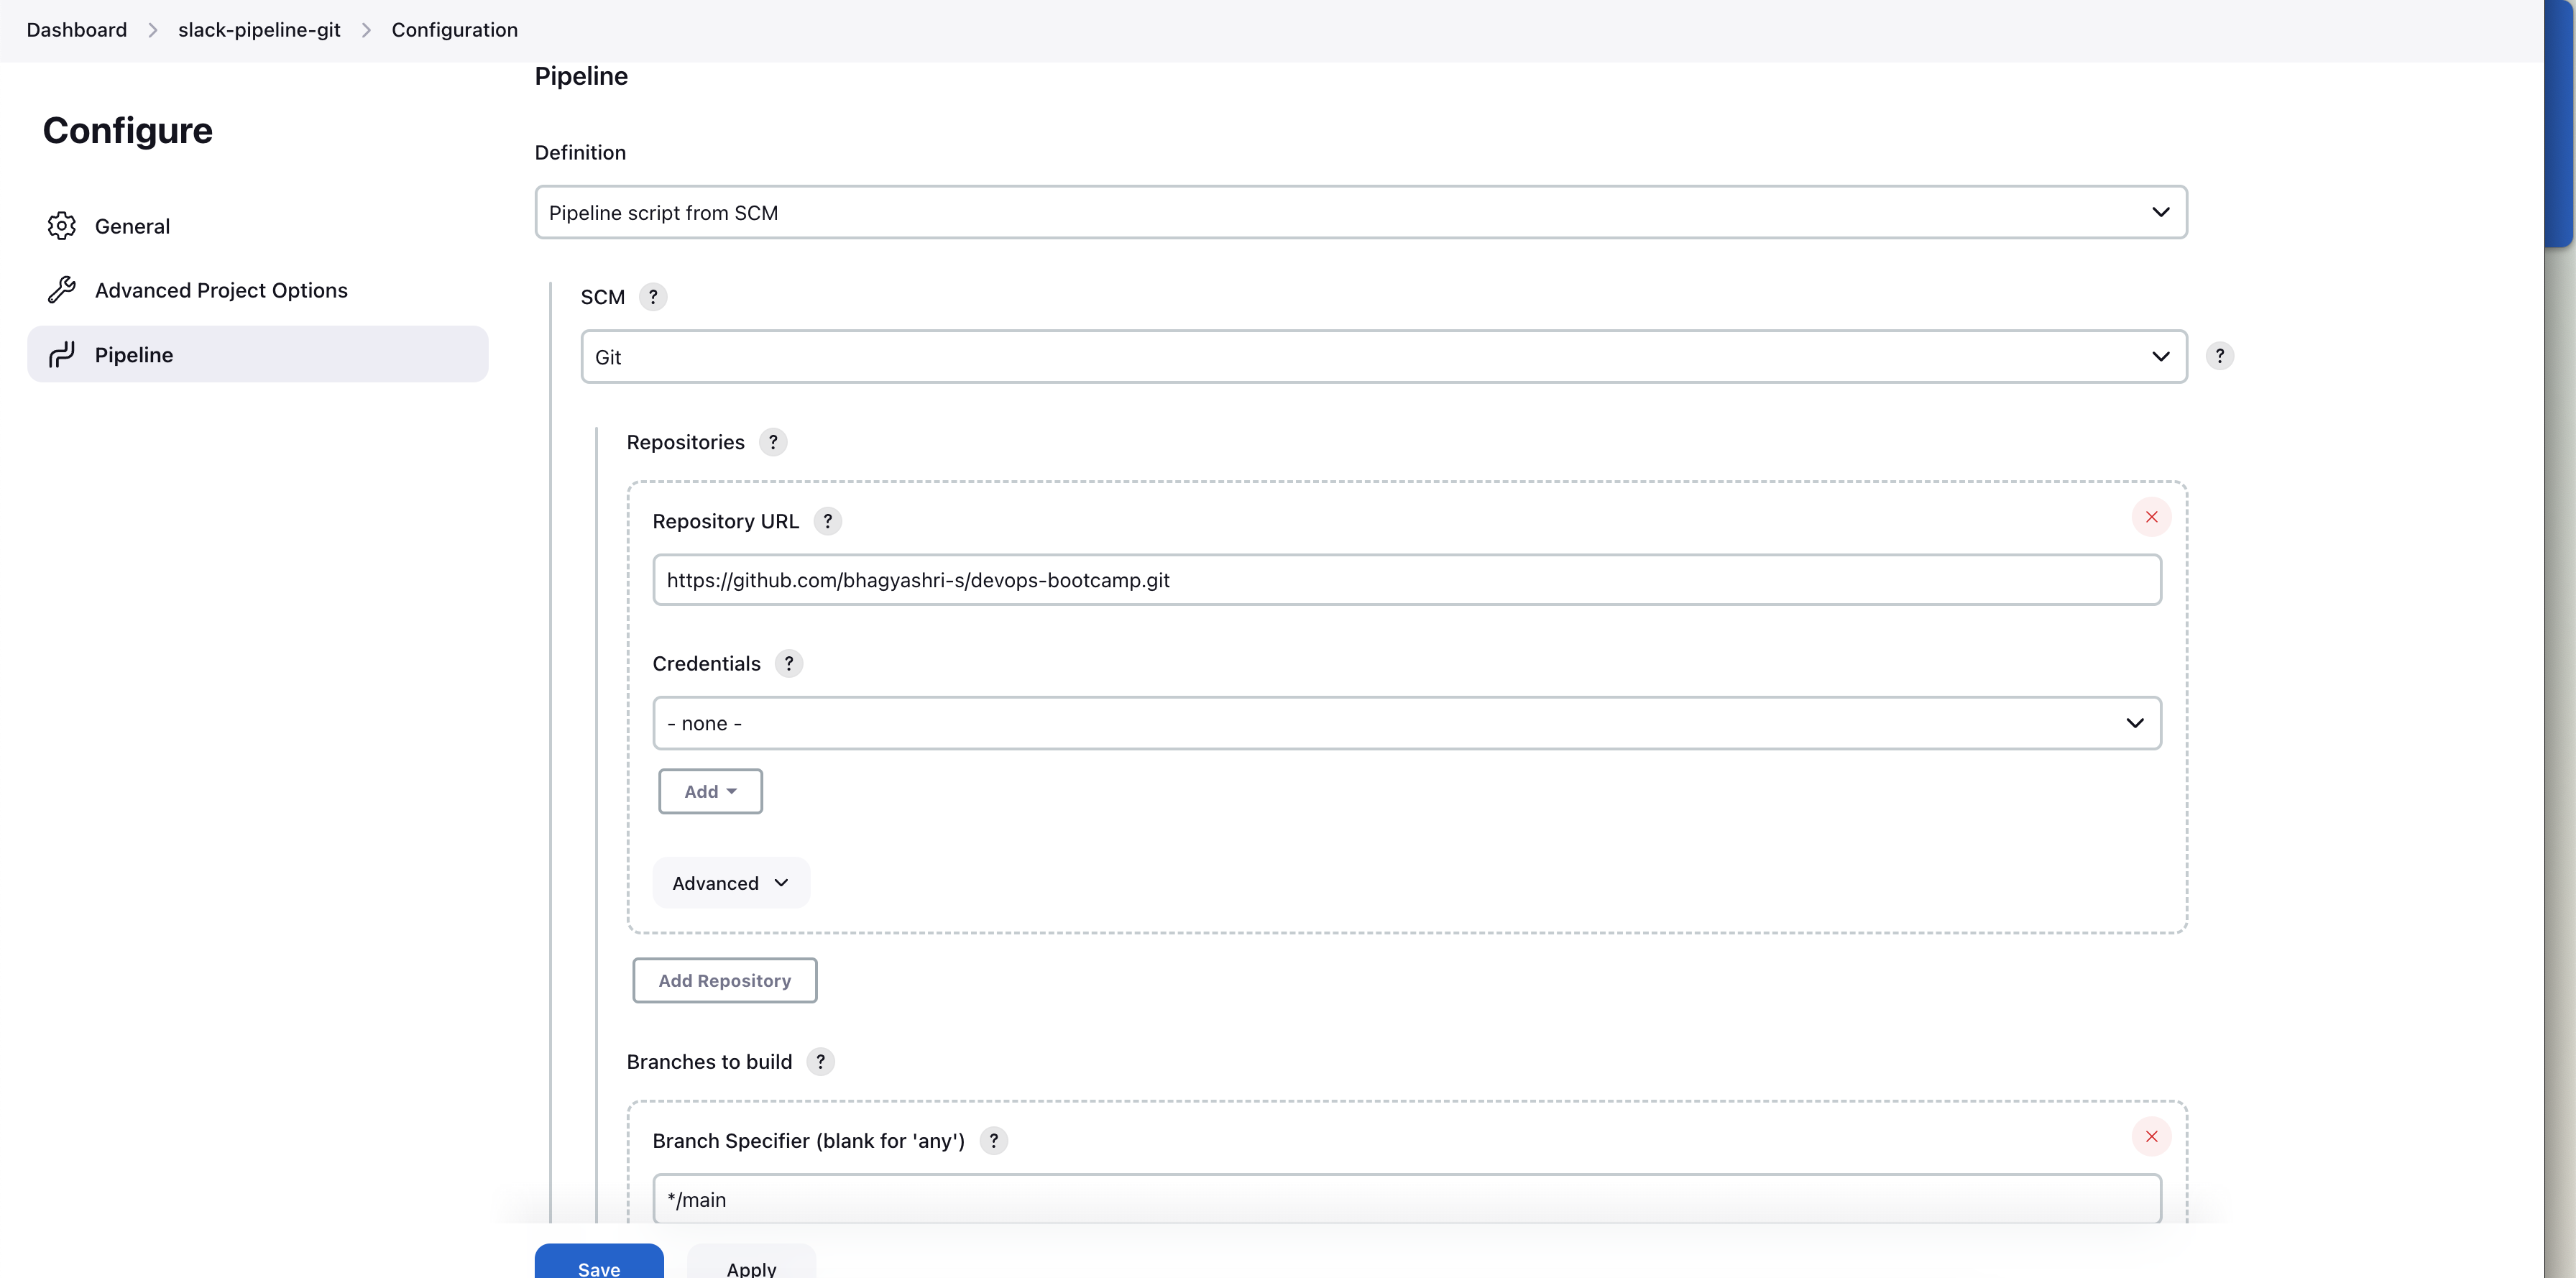 Dashboard > slack-pipeline-git > Configuration
Configure
General
Advanced Project Options
Pipeline
Pipeline
Definition
Pipeline script from SCM
SCM ?
Git
?
Repositories ?
Repository URL ?
https://github.com/bhagyashri-s/devops-bootcamp.git
Credentials ?
- none -
Add
Advanced
Add Repository
Branches to build ?
Branch Specifier (blank for 'any') ?
*/main
Save
Apply